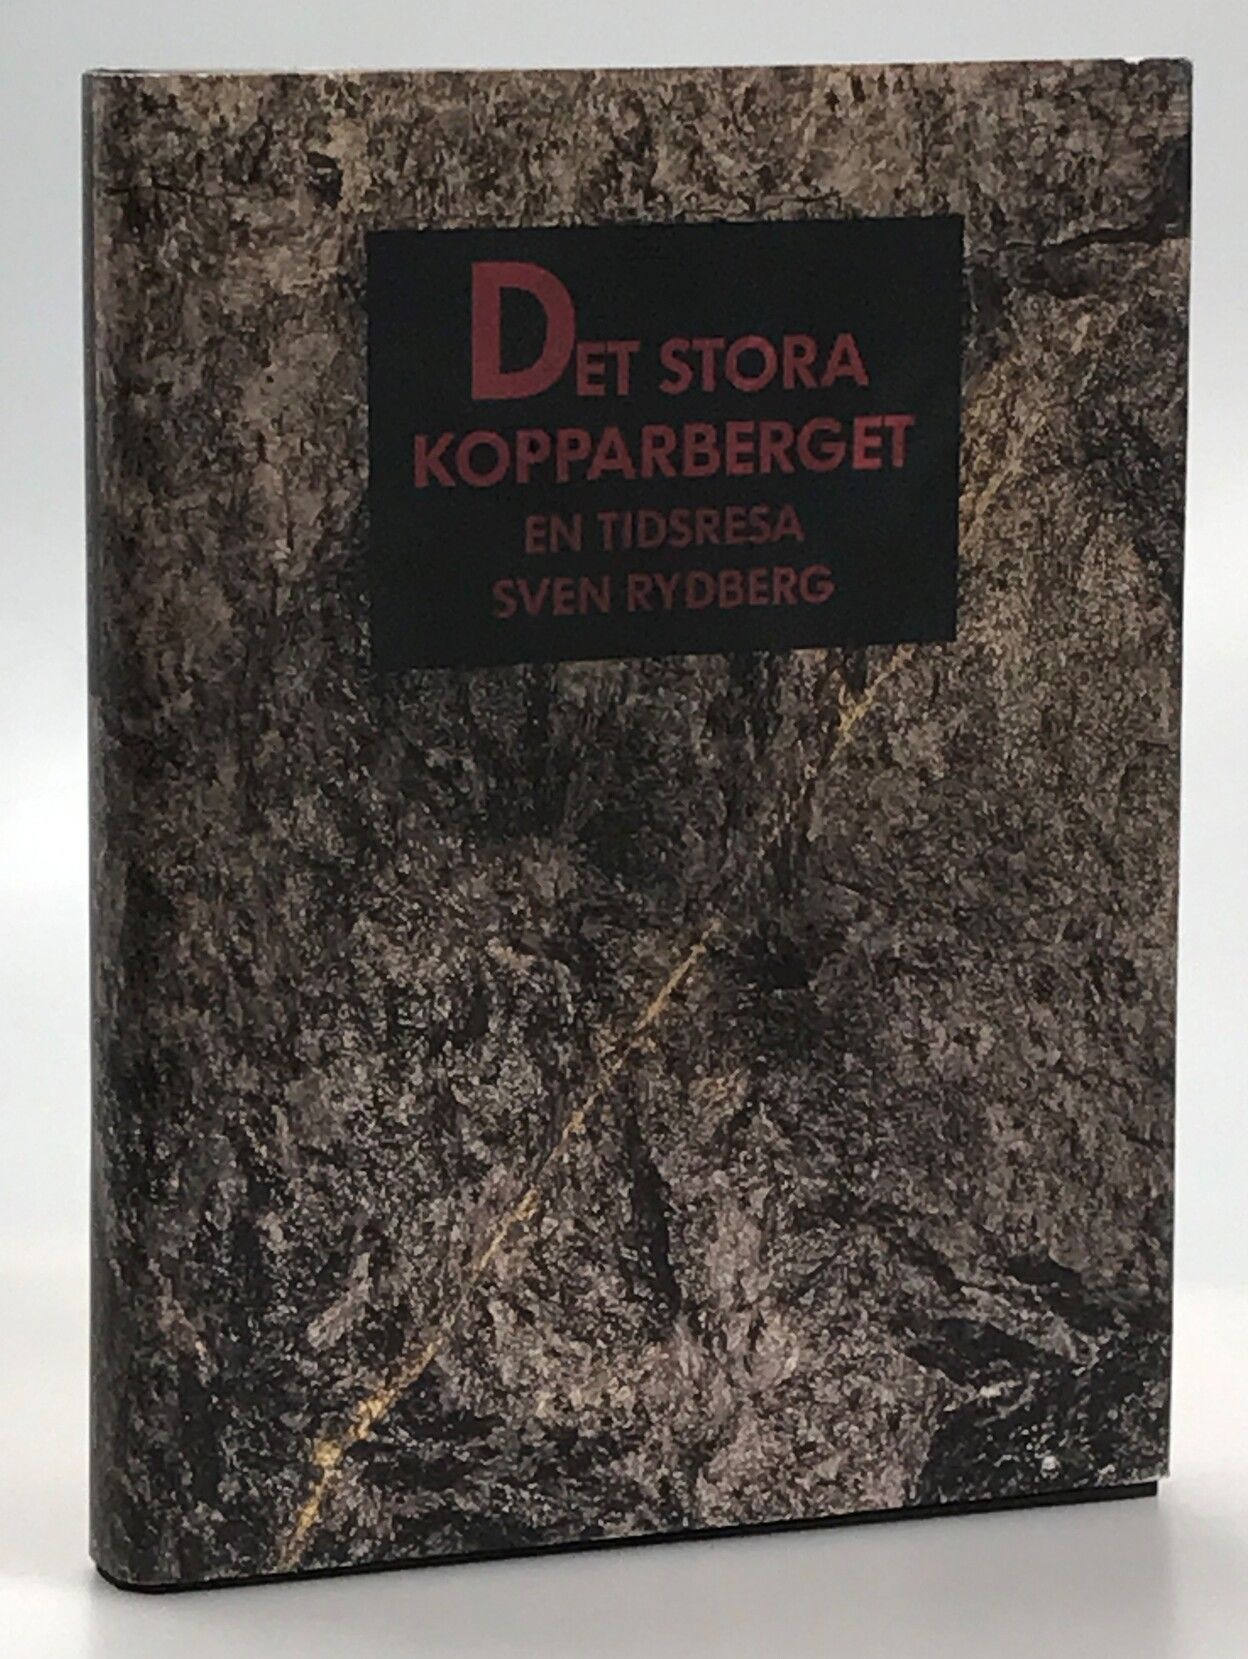 DET STORA
KOPPARBERGET
EN TIDSRESA
SVEN RYDBERG